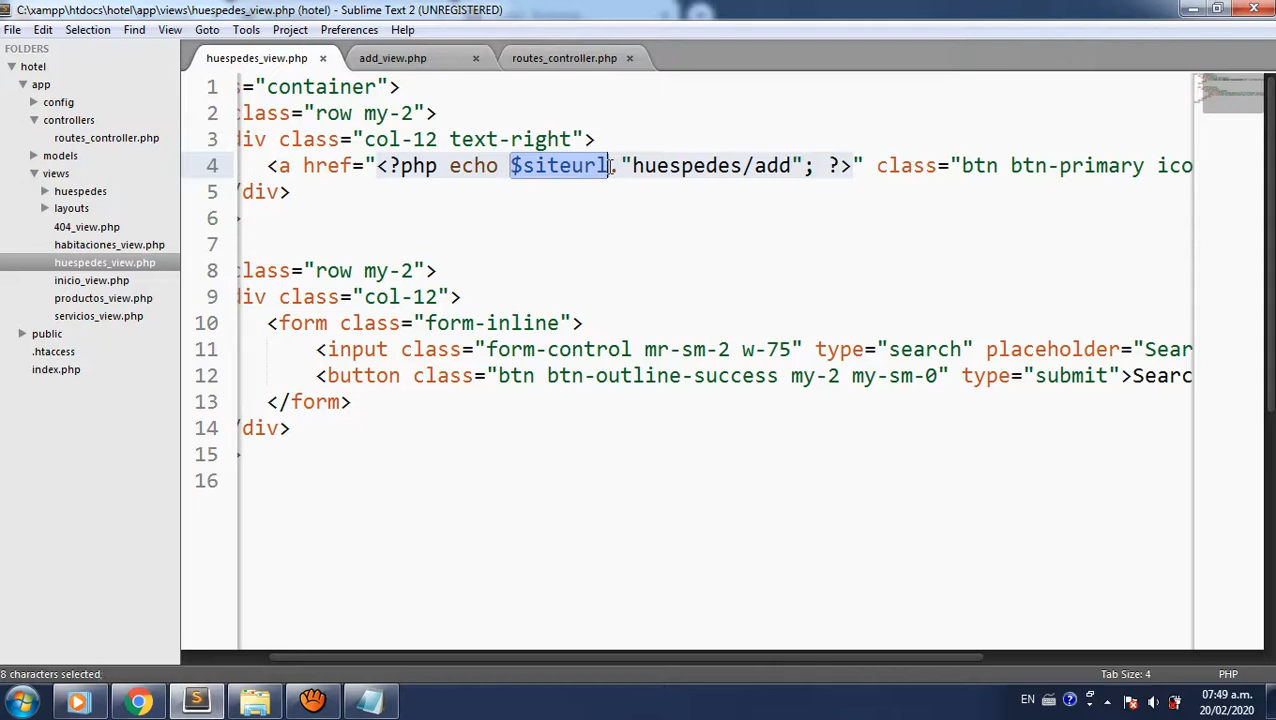 C:\xampp\htdocs\hotel\app\views\huespedes_view.php (hotel) - Sublime Text 2 (UNREGISTERED)
File Edit Selection Find View Goto Tools Project Preferences Help
FOLDERS
hotel
app
config
controllers
routes_controller.php
models
views
huespedes
layouts
404_view.php
habitaciones_view.php
huespedes_view.php
inicio_view.php
productos_view.php
servicios_view.php
public
.htaccess
index.php
huespedes_view.php × add_view.php × routes_controller.php ×
1 s="container">
2 class="row my-2">
3 div class="col-12 text-right">
4 <a href="<?php echo $siteurl."huespedes/add"; ?>" class="btn btn-primary ico
5 /div>
6 >
7
8 class="row my-2">
9 div class="col-12">
10 <form class="form-inline">
11 <input class="form-control mr-sm-2 w-75" type="search" placeholder="Sear
12 <button class="btn btn-outline-success my-2 my-sm-0" type="submit">Searc
13 </form>
14 /div>
15 >
16
8 characters selected Tab Size: 4 PHP
EN 07:49 a.m.
20/02/2020